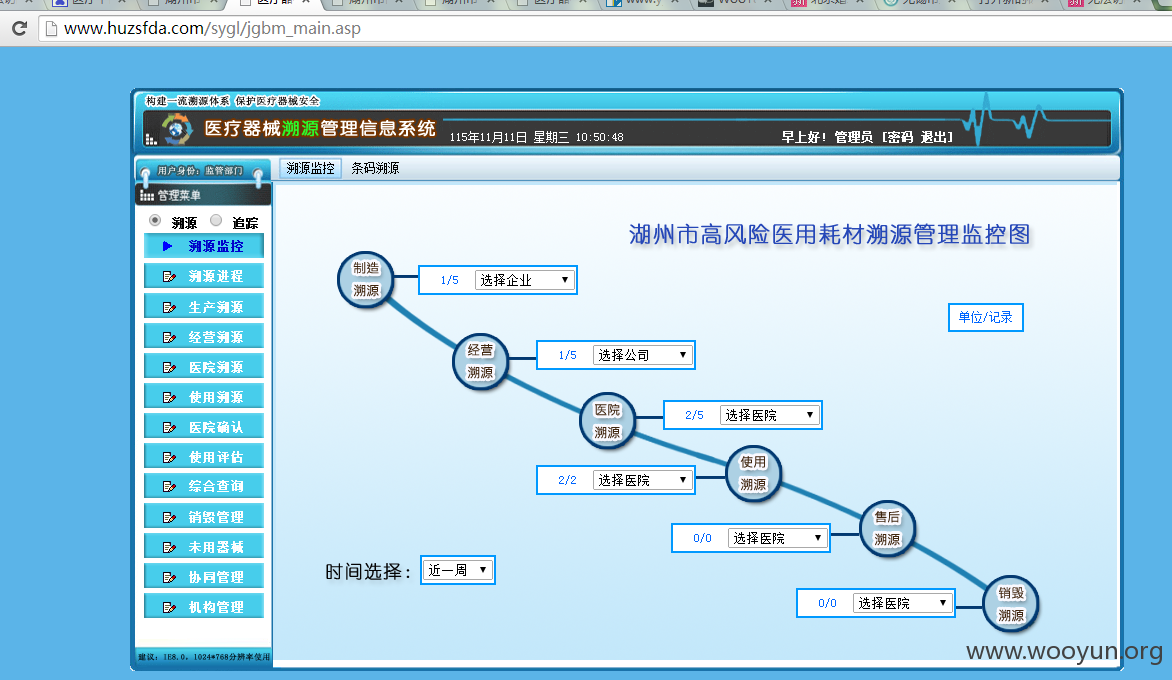 www.y
www.huzsfda.com/sygl/jgbm_main.asp
构建一流溯源体系 保护医疗器械安全
医疗器械溯源管理信息系统
115年11月11日 星期三 10:50:48
早上好! 管理员 [密码 退出]
用户身份: 监管部门
溯源监控 条码溯源
管理菜单
溯源 追踪
溯源监控
溯源进程
生产溯源
经营溯源
医院溯源
使用溯源
医院确认
使用评估
综合查询
销毁管理
未用器械
协同管理
机构管理
建议: IE8.0, 1024*768分辨率使用
湖州市高风险医用耗材溯源管理监控图
制造
溯源
1/5 选择企业
单位/记录
经营
溯源
1/5 选择公司
医院
溯源
2/5 选择医院
使用
溯源
2/2 选择医院
售后
溯源
0/0 选择医院
时间选择: 近一周
销毁
溯源
0/0 选择医院
www.wooyun.org